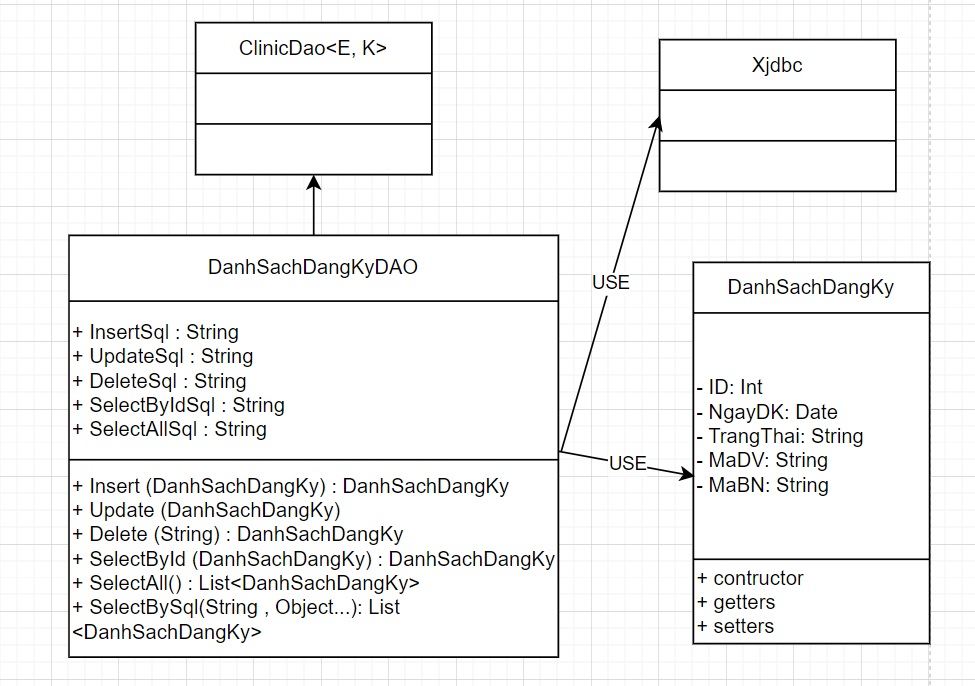 ClinicDao<E, K>
Xjdbc
DanhSachDangKyDAO
+ InsertSql : String
+ UpdateSql : String
+ DeleteSql : String
+ SelectByIdSql : String
+ SelectAllSql : String
+ Insert (DanhSachDangKy) : DanhSachDangKy
+ Update (DanhSachDangKy)
+ Delete (String) : DanhSachDangKy
+ SelectById (DanhSachDangKy) : DanhSachDangKy
+ SelectAll() : List<DanhSachDangKy>
+ SelectBySql(String , Object...): List
<DanhSachDangKy>
USE
USE
DanhSachDangKy
- ID: Int
- NgayDK: Date
- TrangThai: String
- MaDV: String
- MaBN: String
+ contructor
+ getters
+ setters